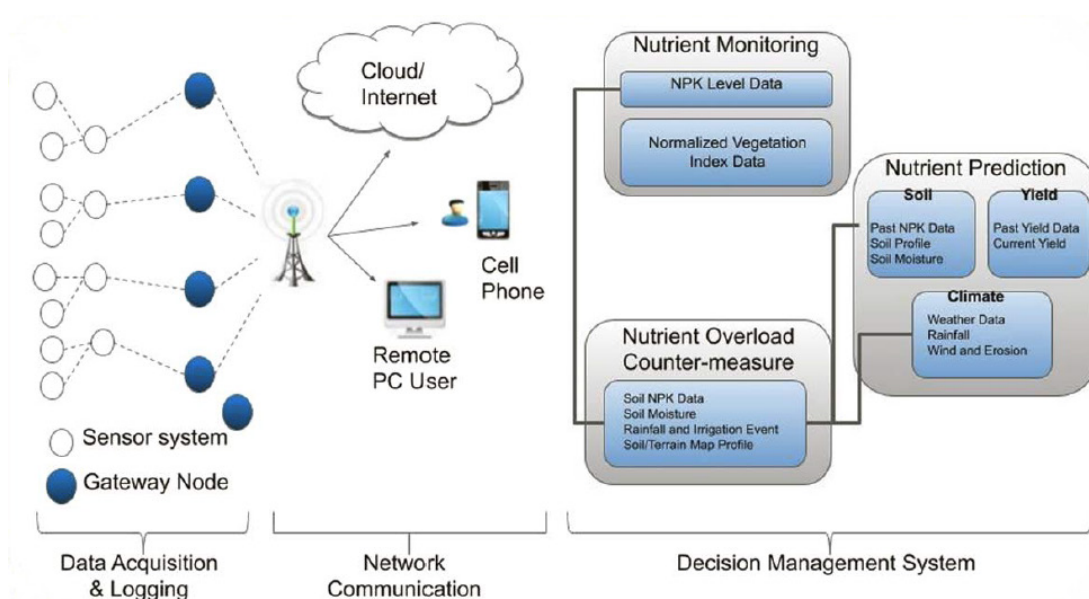 Cloud/
Internet
Cell
Phone
Remote
PC User
Sensor system
Gateway Node
Data Acquisition
& Logging
Network
Communication
Nutrient Monitoring
NPK Level Data
Normalized Vegetation
Index Data
Nutrient Prediction
Soil
Past NPK Data
Soil Profile
Soil Moisture
Yield
Past Yield Data
Current Yield
Climate
Weather Data
Rainfall
Wind and Erosion
Nutrient Overload
Counter-measure
Soil NPK Data
Soil Moisture
Rainfall and Irrigation Event
Soil/Terrain Map Profile
Decision Management System